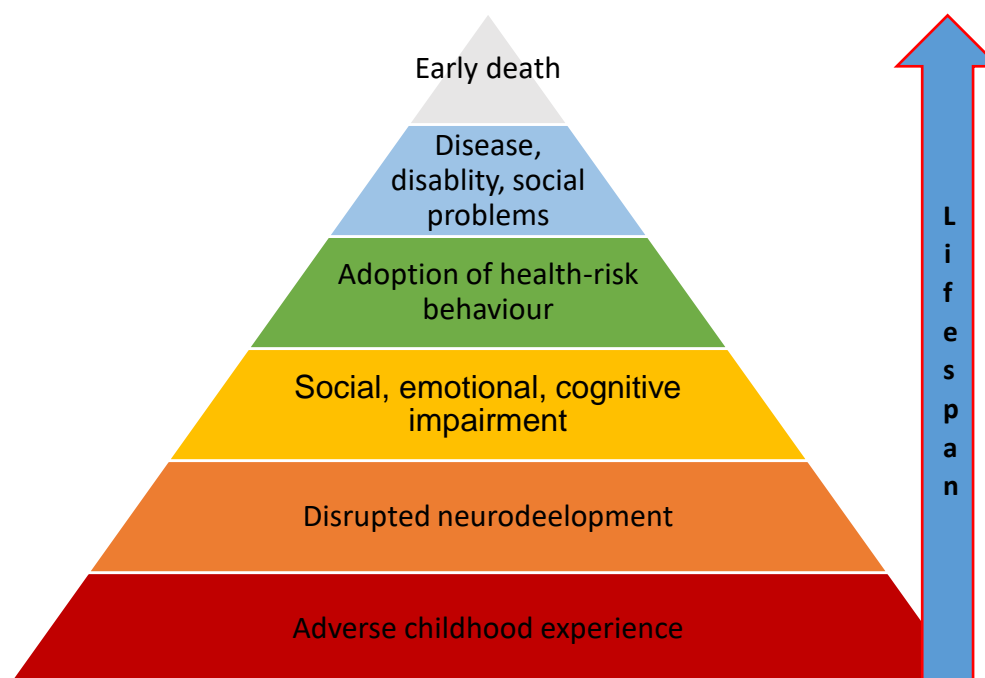 Early death
Disease,
disablity, social
problems
Adoption of health-risk
behaviour
Social, emotional, cognitive
impairment
Disrupted neurodeelopment
Adverse childhood experience
Lifespan